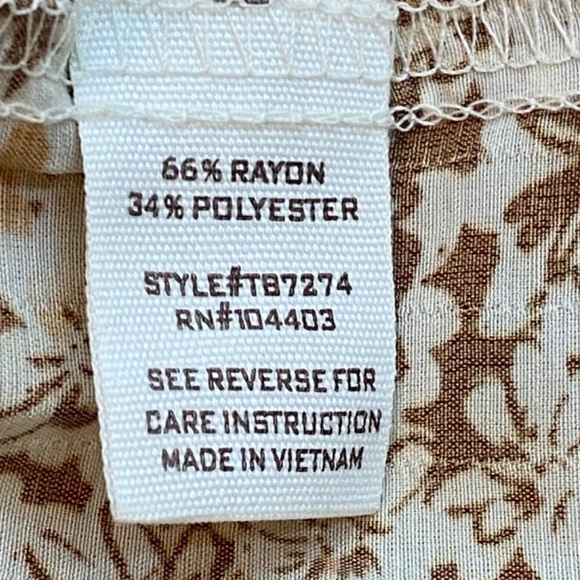 66% RAYON
34% POLYESTER
STYLE#TB7274
RN#104403
SEE REVERSE FOR
CARE INSTRUCTION
MADE IN VIETNAM